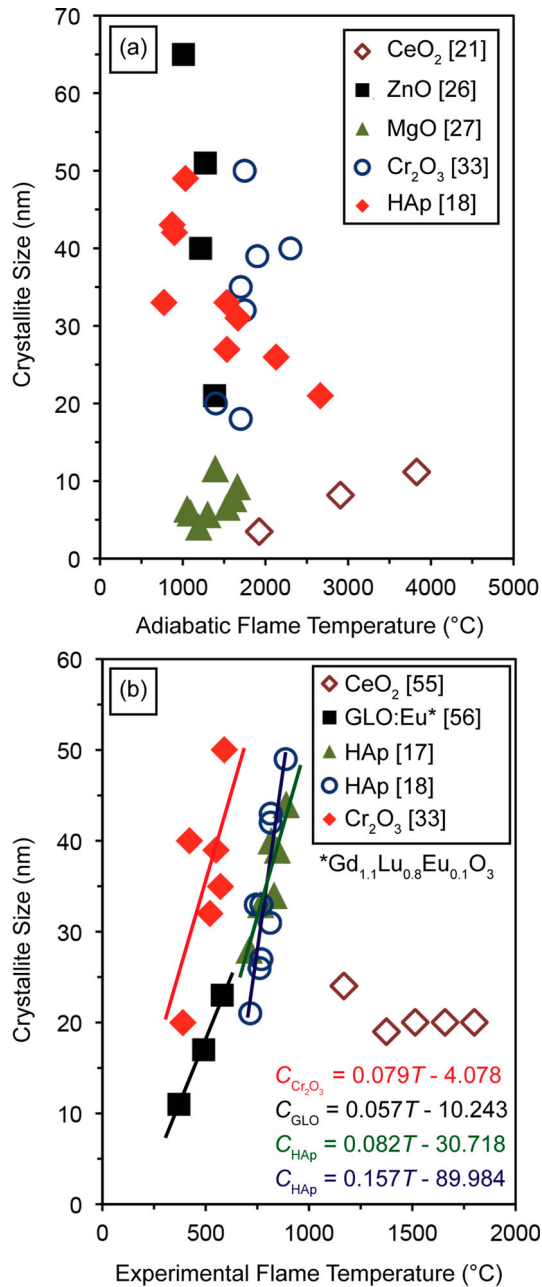 (a)
70
60
50
40
30
20
10
0
Crystallite Size (nm)
CeO₂ [21]
ZnO [26]
MgO [27]
Cr₂O₃ [33]
HAp [18]
0 1000 2000 3000 4000 5000
Adiabatic Flame Temperature (°C)
(b)
60
50
40
30
20
10
0
Crystallite Size (nm)
CeO₂ [55]
GLO:Eu* [56]
HAp [17]
HAp [18]
Cr₂O₃ [33]
*Gd₁.₁Lu₀.₈Eu₀.₁O₃
C_Cr₂O₃ = 0.079T - 4.078
C_GLO = 0.057T - 10.243
C_HAp = 0.082T - 30.718
C_HAp = 0.157T - 89.984
0 500 1000 1500 2000
Experimental Flame Temperature (°C)